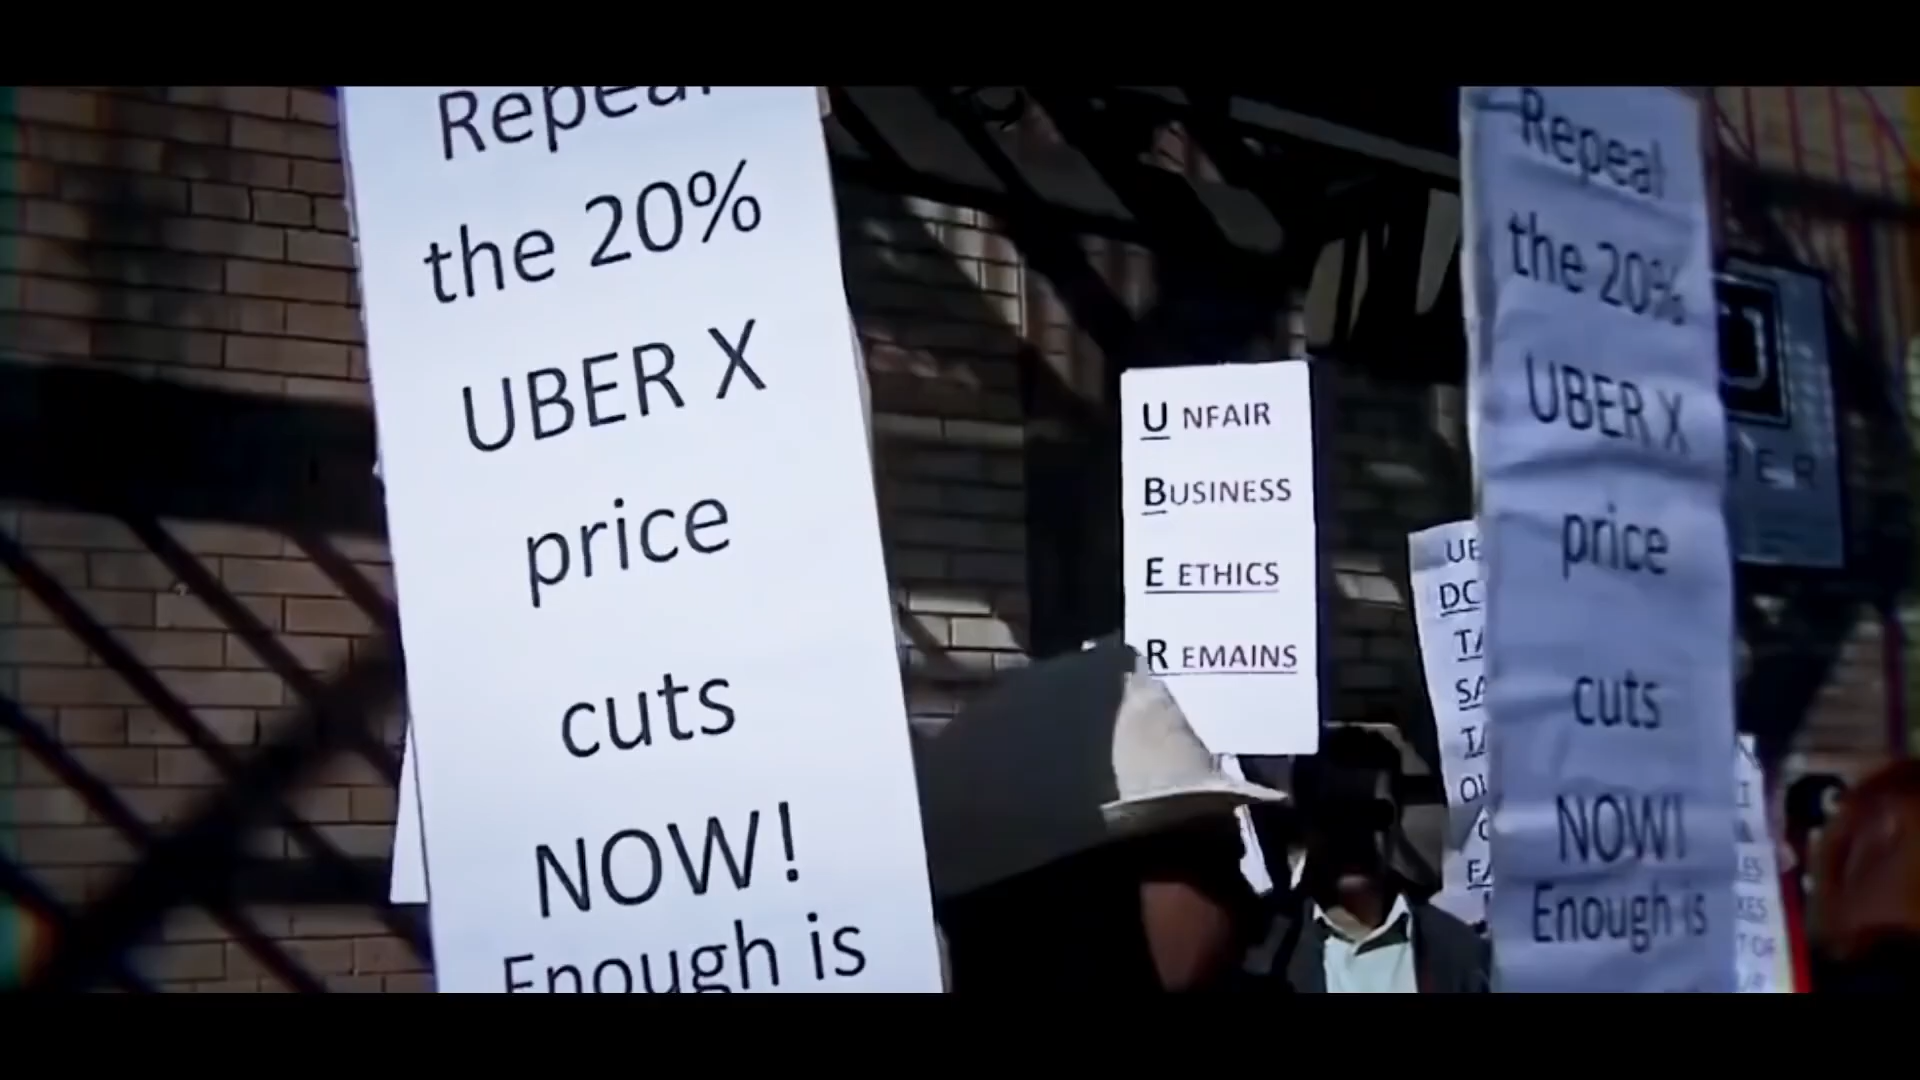 Repeal
the 20%
UBER X
price
cuts
NOW!
Enough is
U NFAIR
BUSINESS
E ETHICS
R EMAINS
Repeal
the 20%
UBER X
price
cuts
NOW!
Enough is